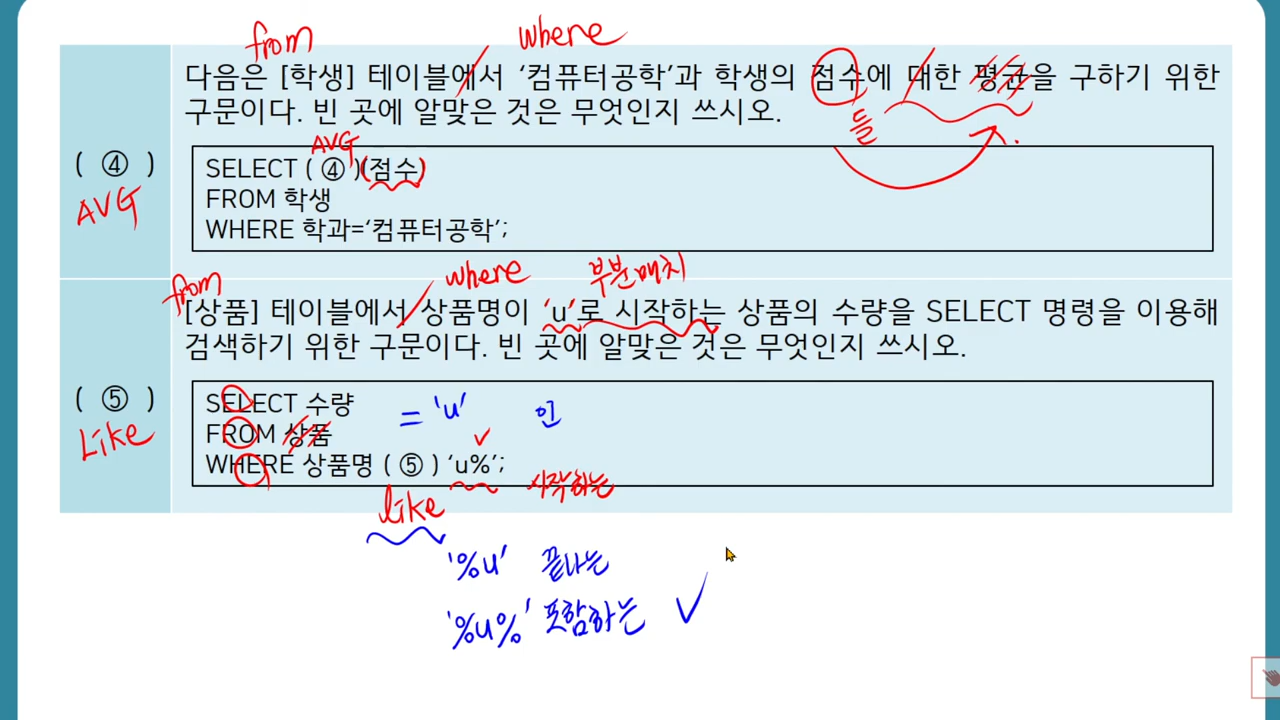 from where
다음은 [학생] 테이블에서 ‘컴퓨터공학’과 학생의 점수에 대한 평균을 구하기 위한
구문이다. 빈 곳에 알맞은 것은 무엇인지 쓰시오.
들
( ④ )
AVG
AVG
SELECT ( ④ )(점수)
FROM 학생
WHERE 학과=‘컴퓨터공학’;
from where 부분매치
[상품] 테이블에서 상품명이 ‘u’로 시작하는 상품의 수량을 SELECT 명령을 이용해
검색하기 위한 구문이다. 빈 곳에 알맞은 것은 무엇인지 쓰시오.
( ⑤ )
Like
SELECT 수량
= 'u' 인
FROM 상품
WHERE 상품명 ( ⑤ ) ‘u%’;
like 시작하는
'%u' 끝나는
'%u%' 포함하는